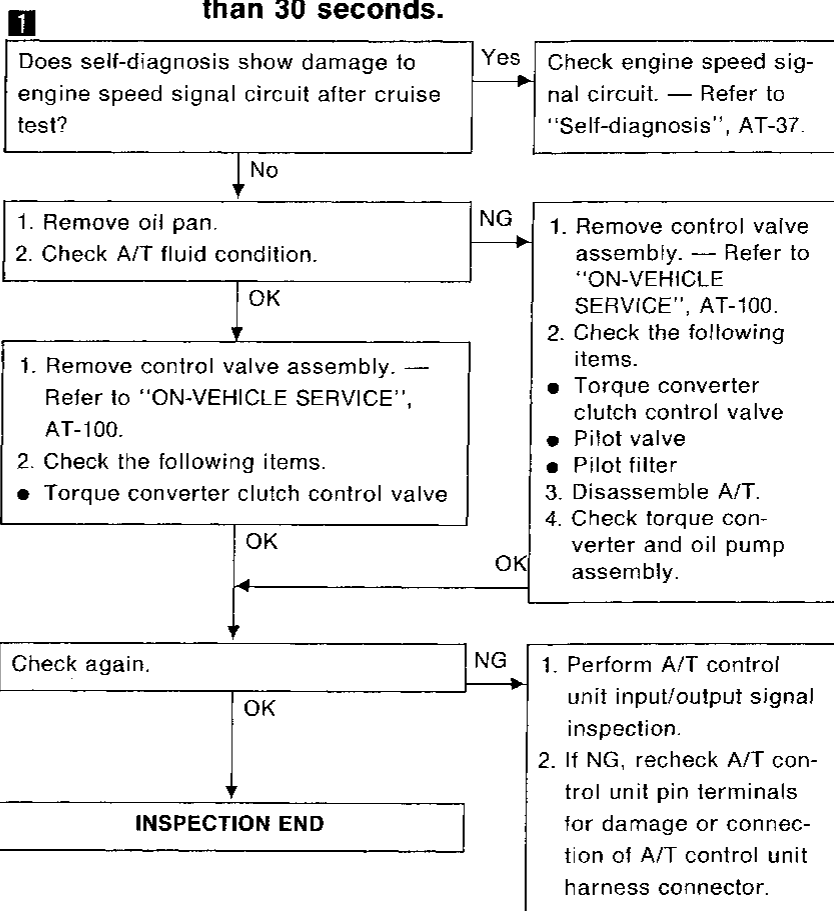 than 30 seconds.
1
Does self-diagnosis show damage to
engine speed signal circuit after cruise
test?
Yes
Check engine speed sig-
nal circuit. — Refer to
"Self-diagnosis", AT-37.
No
1. Remove oil pan.
2. Check A/T fluid condition.
NG
1. Remove control valve
assembly. — Refer to
"ON-VEHICLE
SERVICE", AT-100.
2. Check the following
items.
● Torque converter
clutch control valve
● Pilot valve
● Pilot filter
3. Disassemble A/T.
4. Check torque con-
verter and oil pump
assembly.
OK
1. Remove control valve assembly. —
Refer to "ON-VEHICLE SERVICE",
AT-100.
2. Check the following items.
● Torque converter clutch control valve
OK
OK
Check again.
NG
1. Perform A/T control
unit input/output signal
inspection.
2. If NG, recheck A/T con-
trol unit pin terminals
for damage or connec-
tion of A/T control unit
harness connector.
OK
INSPECTION END